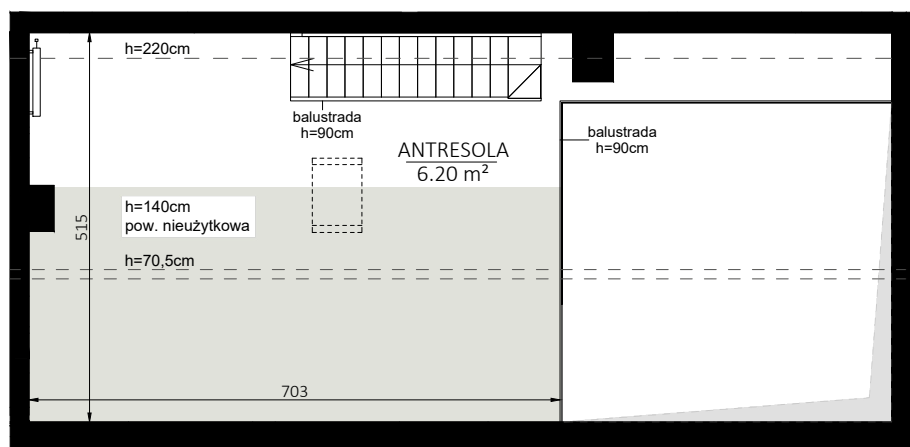 h=220cm
balustrada
h=90cm
ANTRESOLA
6.20 m²
balustrada
h=90cm
h=140cm
pow. nieużytkowa
515
h=70,5cm
703